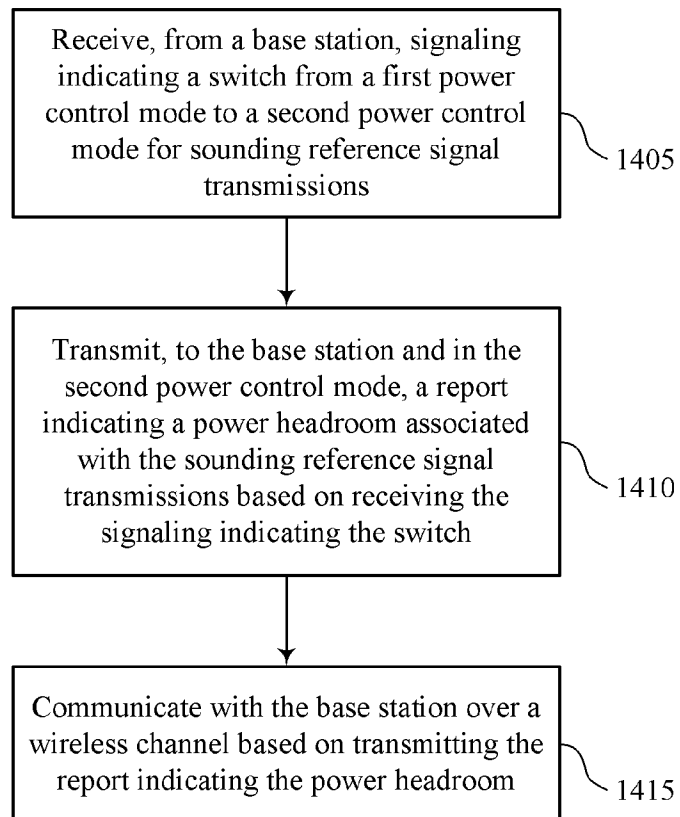 Receive, from a base station, signaling
indicating a switch from a first power
control mode to a second power control
mode for sounding reference signal
transmissions
1405
Transmit, to the base station and in the
second power control mode, a report
indicating a power headroom associated
with the sounding reference signal
transmissions based on receiving the
signaling indicating the switch
1410
Communicate with the base station over a
wireless channel based on transmitting the
report indicating the power headroom
1415